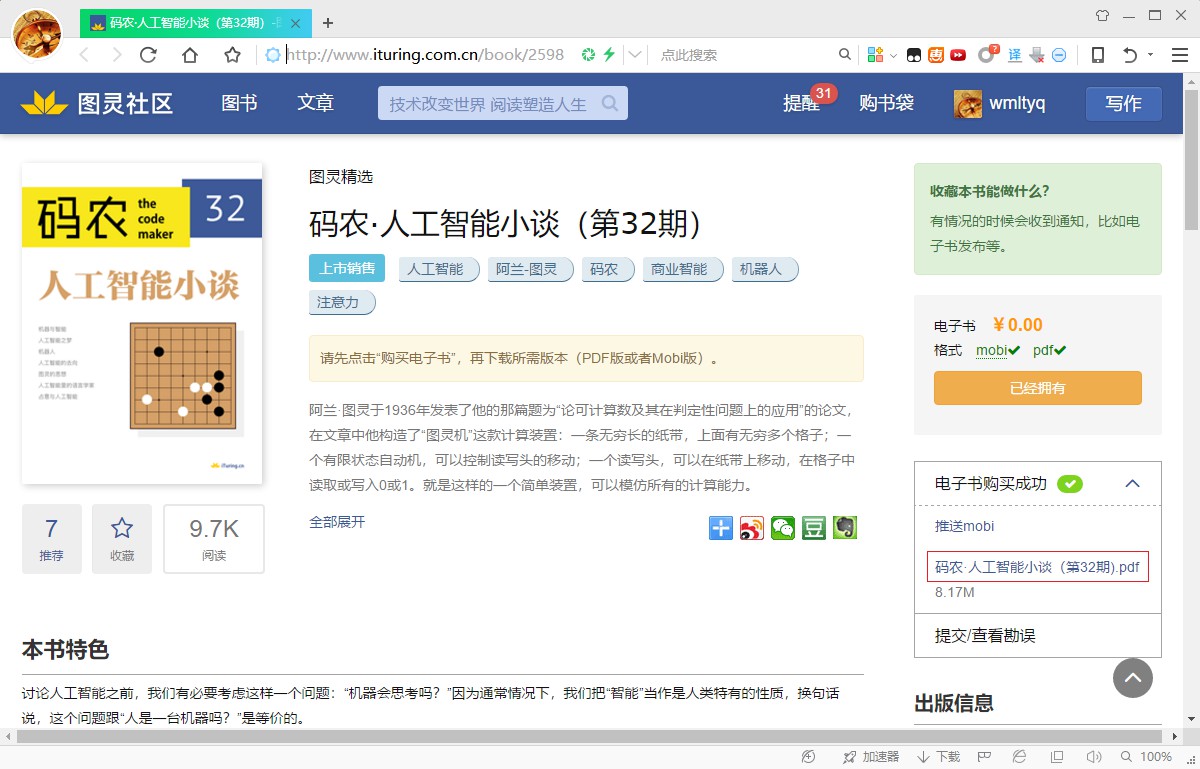 码农·人工智能小谈（第32期）-
http://www.ituring.com.cn/book/2598
点此搜索
译
图灵社区
图书
文章
技术改变世界 阅读塑造人生
提醒
31
购书袋
wmltyq
写作
码农
the
code
maker
32
人工智能小谈
机器与智能
人工智能之梦
机器人
人工智能的走向
图灵的思想
人工智能里的语言学家
占意与人工智能
iTuring.cn
7
推荐
收藏
9.7K
阅读
图灵精选
码农·人工智能小谈（第32期）
上市销售
人工智能
阿兰-图灵
码农
商业智能
机器人
注意力
请先点击“购买电子书”，再下载所需版本（PDF版或者Mobi版）。
阿兰·图灵于1936年发表了他的那篇题为“论可计算数及其在判定性问题上的应用”的论文，
在文章中他构造了“图灵机”这款计算装置：一条无穷长的纸带，上面有无穷多个格子；一
个有限状态自动机，可以控制读写头的移动；一个读写头，可以在纸带上移动，在格子中
读取或写入0或1。就是这样的一个简单装置，可以模仿所有的计算能力。
全部展开
豆
收藏本书能做什么？
有情况的时候会收到通知，比如电
子书发布等。
电子书 ￥0.00
格式 mobi pdf
已经拥有
电子书购买成功
推送mobi
码农·人工智能小谈（第32期).pdf
8.17M
提交/查看勘误
本书特色
讨论人工智能之前，我们有必要考虑这样一个问题：“机器会思考吗？”因为通常情况下，我们把“智能”当作是人类特有的性质，换句话
说，这个问题跟“人是一台机器吗？”是等价的。
出版信息
加速器
下载
100%